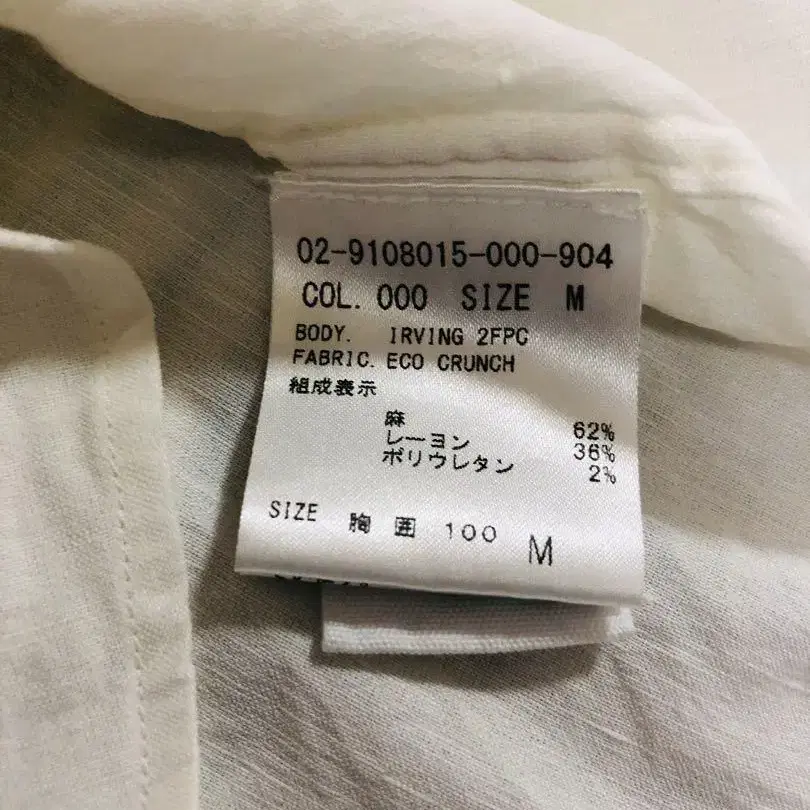 02-9108015-000-904
COL. 000 SIZE M
BODY. IRVING 2FPC
FABRIC. ECO CRUNCH
組成表示
麻 62%
レーヨン 36%
ポリウレタン 2%
SIZE 胸囲 100 M